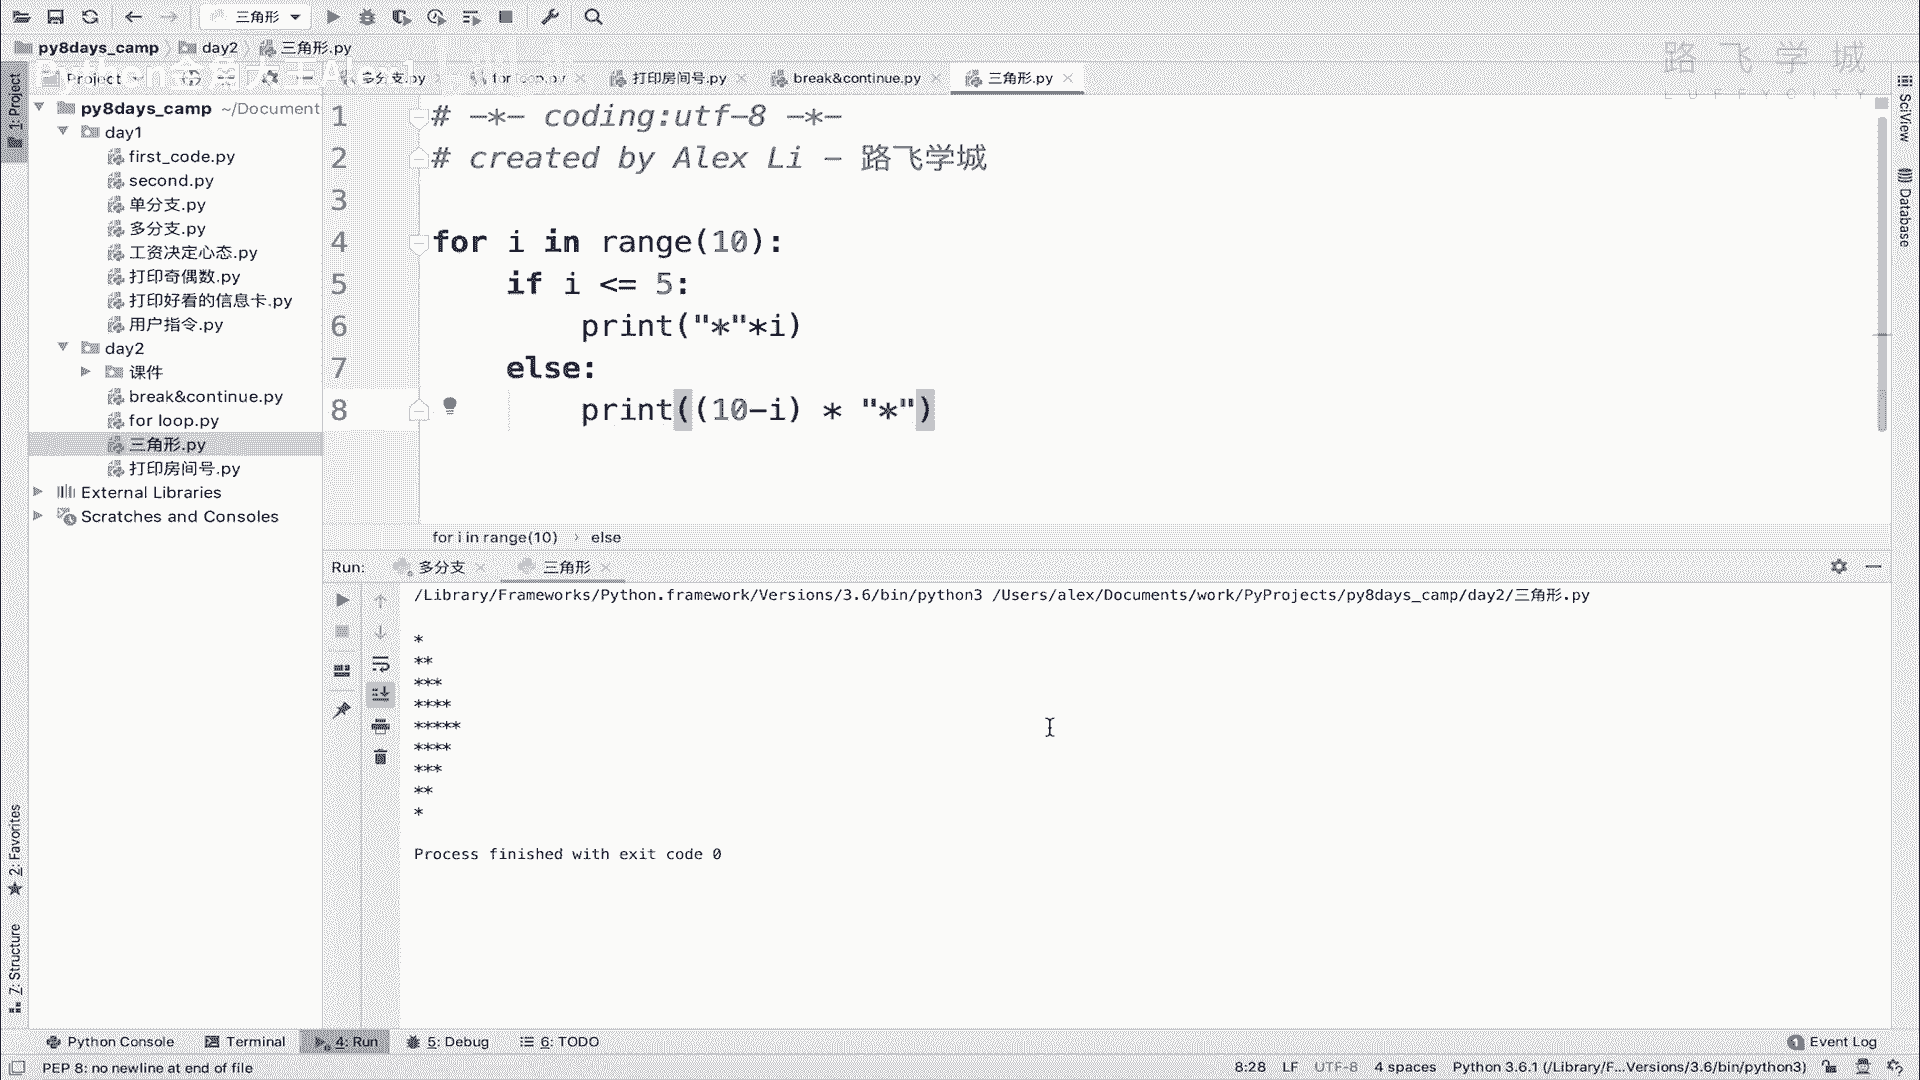 三角形
py8days_camp
day2
三角形.py
路飞学城
LUFFYCITY
Project
多分支.py
打印房间号.py
break&continue.py
三角形.py
1: Project
py8days_camp ~/Document
day1
first_code.py
second.py
单分支.py
多分支.py
工资决定心态.py
打印奇偶数.py
打印好看的信息卡.py
用户指令.py
day2
课件
break&continue.py
for loop.py
三角形.py
打印房间号.py
External Libraries
Scratches and Consoles
1 # -*- coding:utf-8 -*-
2 # created by Alex Li - 路飞学城
3
4 for i in range(10):
5 if i <= 5:
6 print("*"*i)
7 else:
8 print((10-i) * "*")
for i in range(10) › else
SciView
Database
Run: 多分支 三角形
/Library/Frameworks/Python.framework/Versions/3.6/bin/python3 /Users/alex/Documents/work/PyProjects/py8days_camp/day2/三角形.py
*
**
***
****
*****
****
***
**
*
Process finished with exit code 0
2: Favorites
7: Structure
Python Console
Terminal
4: Run
5: Debug
6: TODO
1 Event Log
PEP 8: no newline at end of file
8:28
LF
UTF-8
4 spaces
Python 3.6.1 (/Library/F...Versions/3.6/bin/python3)